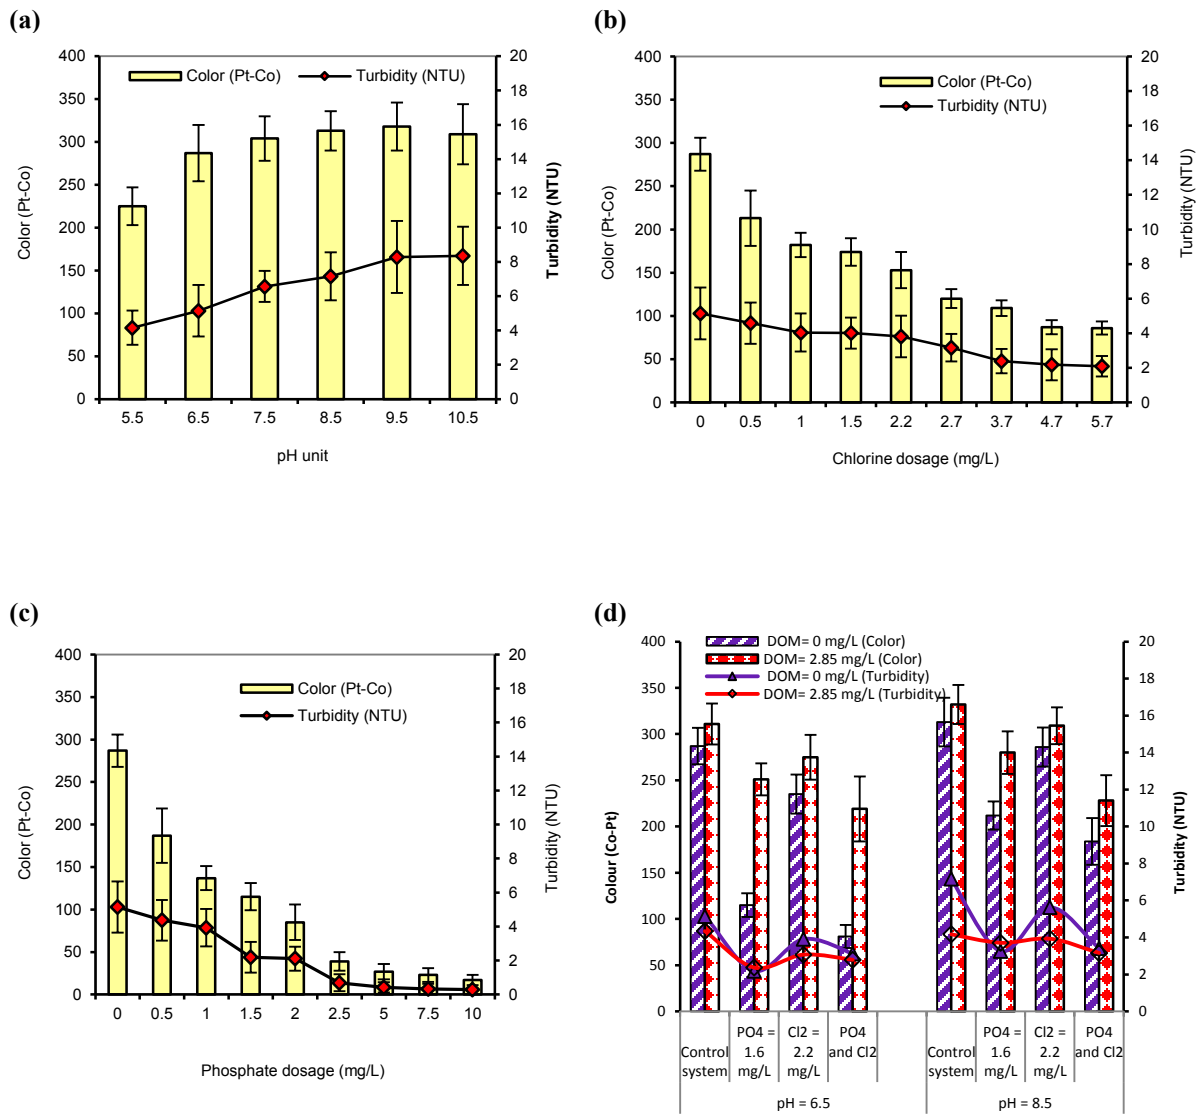 (a)
(b)
400
350
300
250
200
150
100
50
0
Color (Pt-Co)
Color (Pt-Co)
Turbidity (NTU)
20
18
16
14
12
10
8
6
4
2
0
Turbidity (NTU)
5.5 6.5 7.5 8.5 9.5 10.5
pH unit
400
350
300
250
200
150
100
50
0
Color (Pt-Co)
Color (Pt-Co)
Turbidity (NTU)
20
18
16
14
12
10
8
6
4
2
0
Turbidity (NTU)
0 0.5 1 1.5 2.2 2.7 3.7 4.7 5.7
Chlorine dosage (mg/L)
(c)
(d)
400
350
300
250
200
150
100
50
0
Color (Pt-Co)
Color (Pt-Co)
Turbidity (NTU)
20
18
16
14
12
10
8
6
4
2
0
Turbidity (NTU)
0 0.5 1 1.5 2 2.5 5 7.5 10
Phosphate dosage (mg/L)
400
350
300
250
200
150
100
50
0
Colour (Co-Pt)
DOM= 0 mg/L (Color)
DOM= 2.85 mg/L (Color)
DOM= 0 mg/L (Turbidity)
DOM= 2.85 mg/L (Turbidity)
20
18
16
14
12
10
8
6
4
2
0
Turbidity (NTU)
Control
system
PO4 =
1.6
mg/L
Cl2 =
2.2
mg/L
PO4
and Cl2
Control
system
PO4 =
1.6
mg/L
Cl2 =
2.2
mg/L
PO4
and Cl2
pH = 6.5
pH = 8.5